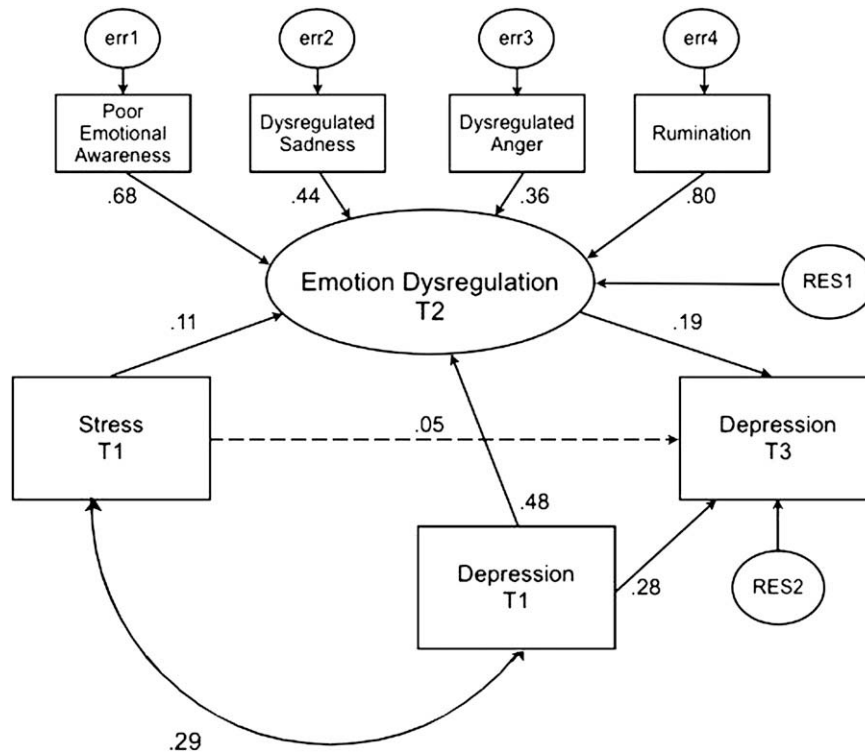 err1
err2
err3
err4
Poor
Emotional
Awareness
Dysregulated
Sadness
Dysregulated
Anger
Rumination
.68
.44
.36
.80
Emotion Dysregulation
T2
RES1
.11
.19
Stress
T1
.05
Depression
T3
.48
Depression
T1
.28
RES2
.29